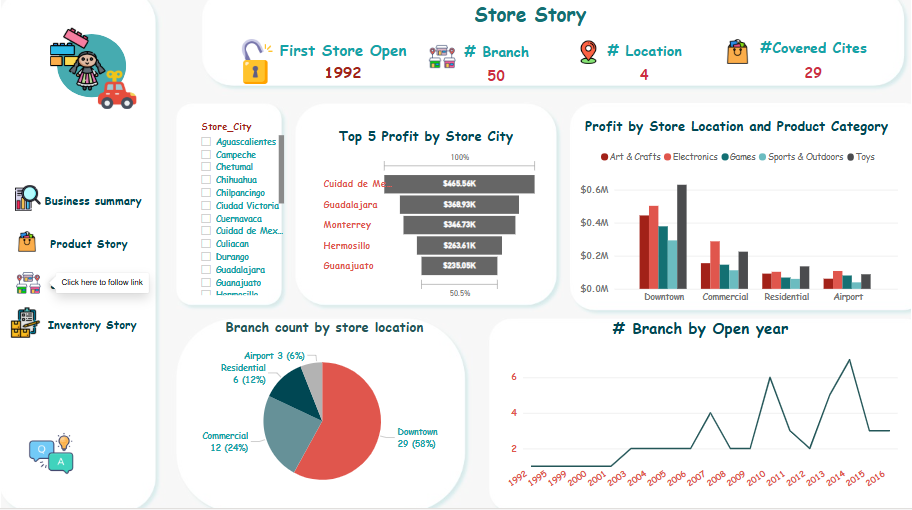 Store Story
First Store Open
1992
# Branch
50
# Location
4
#Covered Cites
29
Business summary
Product Story
Click here to follow link
Inventory Story
Q
A
Store_City
Aguascalientes
Campeche
Chetumal
Chihuahua
Chilpancingo
Ciudad Victoria
Cuernavaca
Cuidad de Mex...
Culiacan
Durango
Guadalajara
Guanajuato
Hermosillo
Top 5 Profit by Store City
100%
Cuidad de Me... $465.56K
Guadalajara $368.93K
Monterrey $346.73K
Hermosillo $263.61K
Guanajuato $235.05K
50.5%
Profit by Store Location and Product Category
Art & Crafts Electronics Games Sports & Outdoors Toys
$0.6M
$0.4M
$0.2M
$0.0M
Downtown Commercial Residential Airport
Branch count by store location
Airport 3 (6%)
Residential
6 (12%)
Commercial
12 (24%)
Downtown
29 (58%)
# Branch by Open year
6
4
2
1992 1995 1999 2000 2001 2003 2004 2005 2006 2007 2008 2009 2010 2011 2012 2013 2014 2015 2016